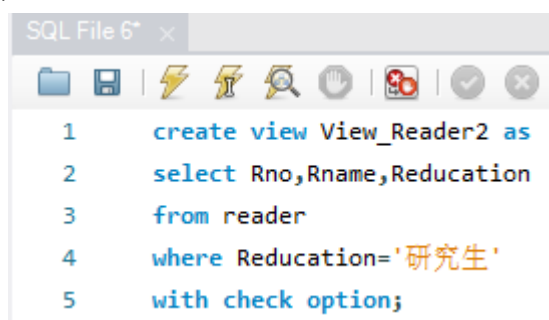 SQL File 6*
1 create view View_Reader2 as
2 select Rno,Rname,Reducation
3 from reader
4 where Reducation='研究生'
5 with check option;